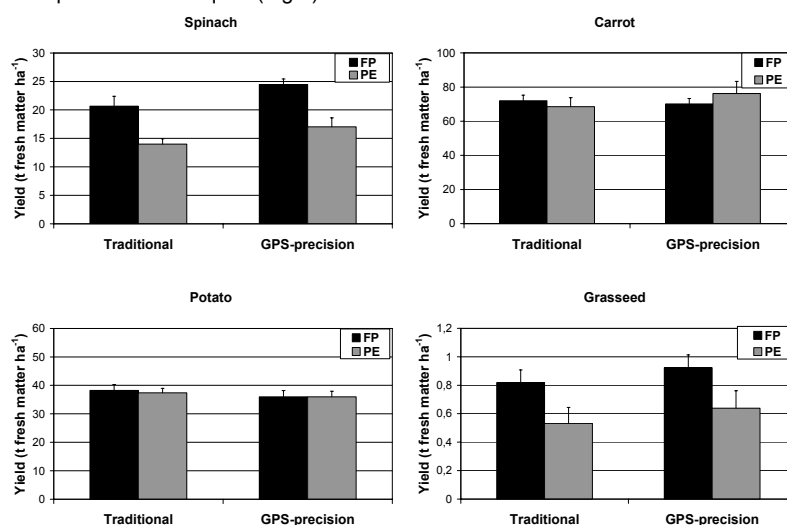 Spinach
30
25
20
15
10
5
0
Yield (t fresh matter ha⁻¹)
FP
PE
Traditional GPS-precision
Carrot
100
80
60
40
20
0
Yield (t fresh matter ha⁻¹)
FP
PE
Traditional GPS-precision
Potato
60
50
40
30
20
10
0
Yield (t fresh matter ha⁻¹)
FP
PE
Traditional GPS-precision
Grasseed
1,2
1
0,8
0,6
0,4
0,2
0
Yield (t fresh matter ha⁻¹)
FP
PE
Traditional GPS-precision